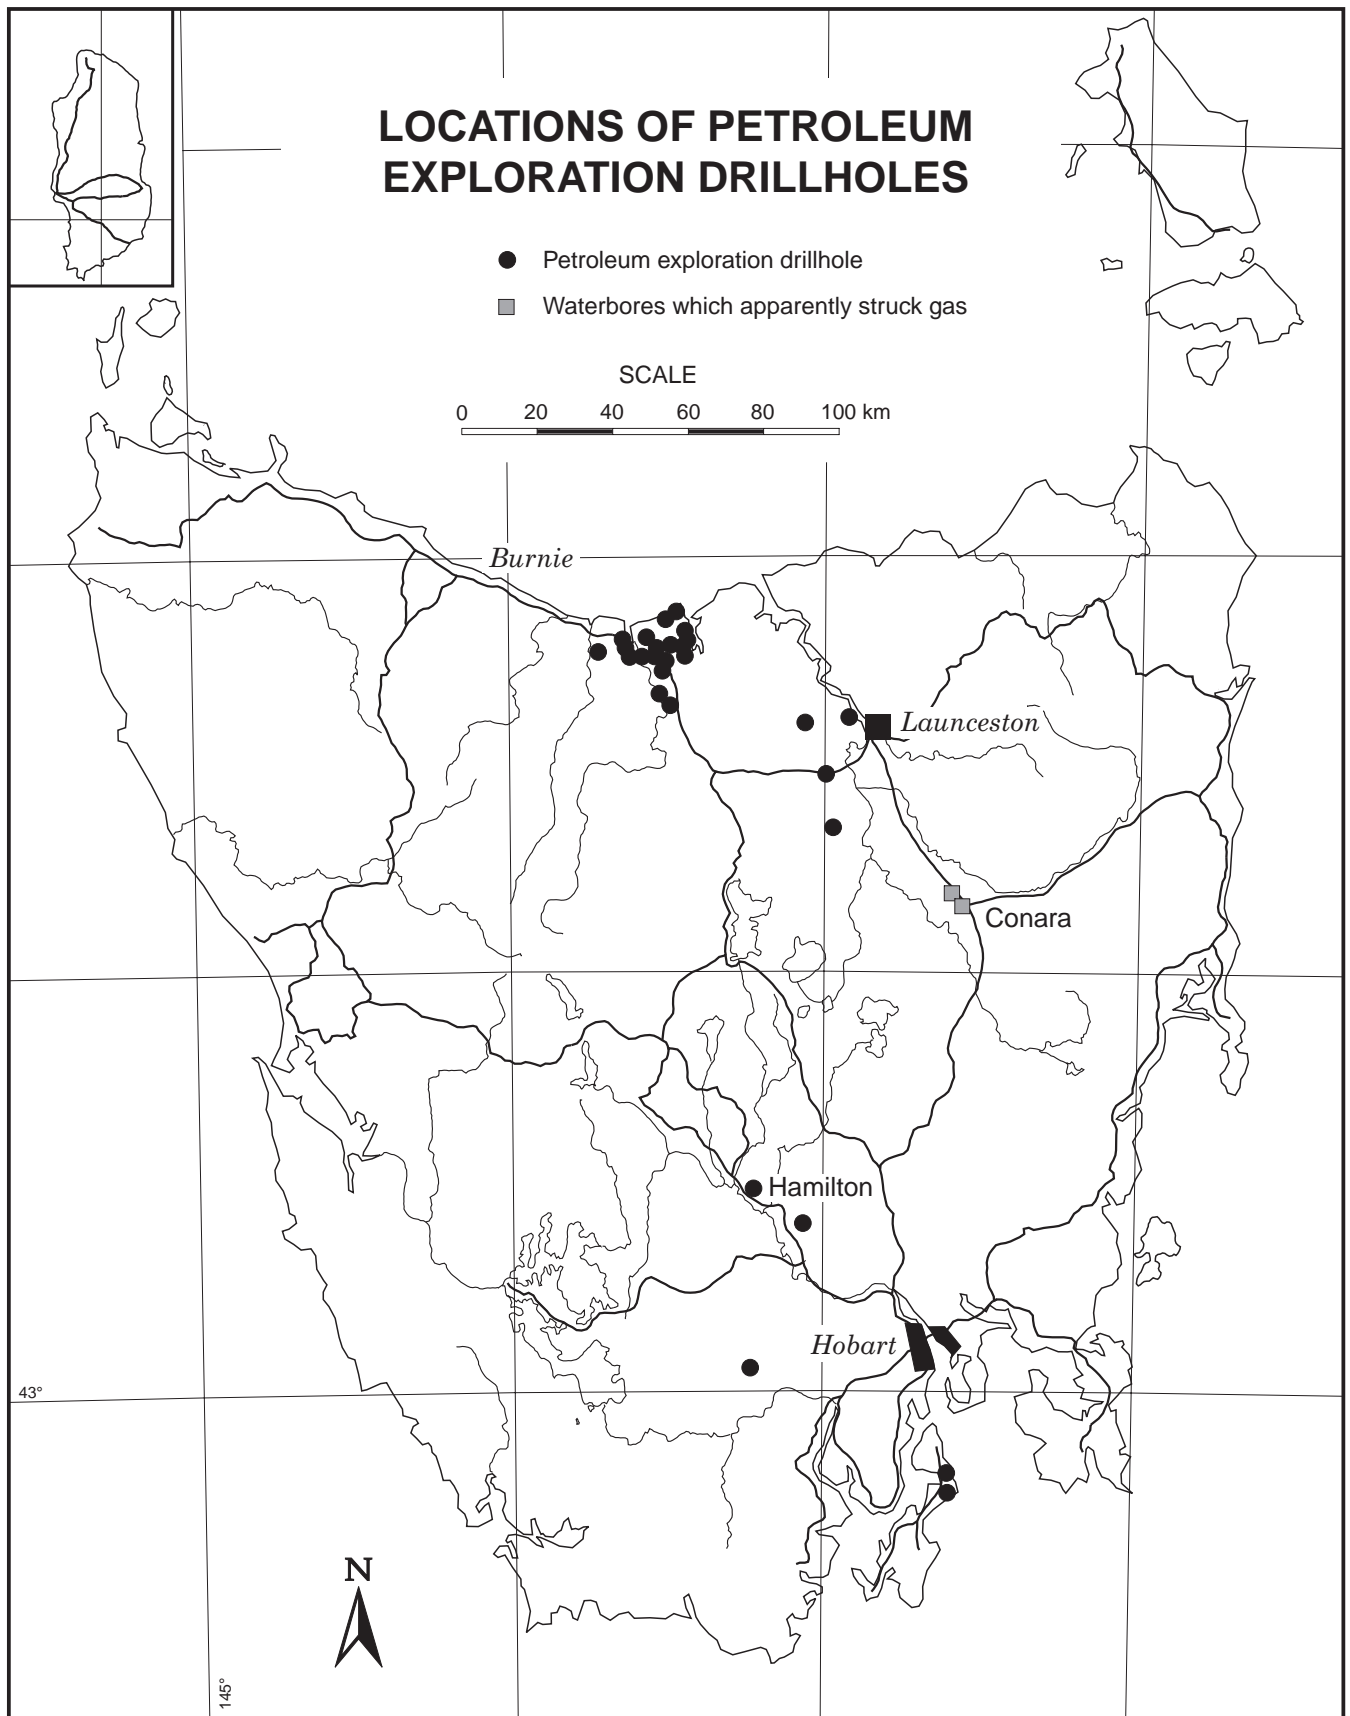 LOCATIONS OF PETROLEUM
EXPLORATION DRILLHOLES
Petroleum exploration drillhole
Waterbores which apparently struck gas
SCALE
0 20 40 60 80 100 km
Burnie
Launceston
Conara
Hamilton
Hobart
43°
N
145°